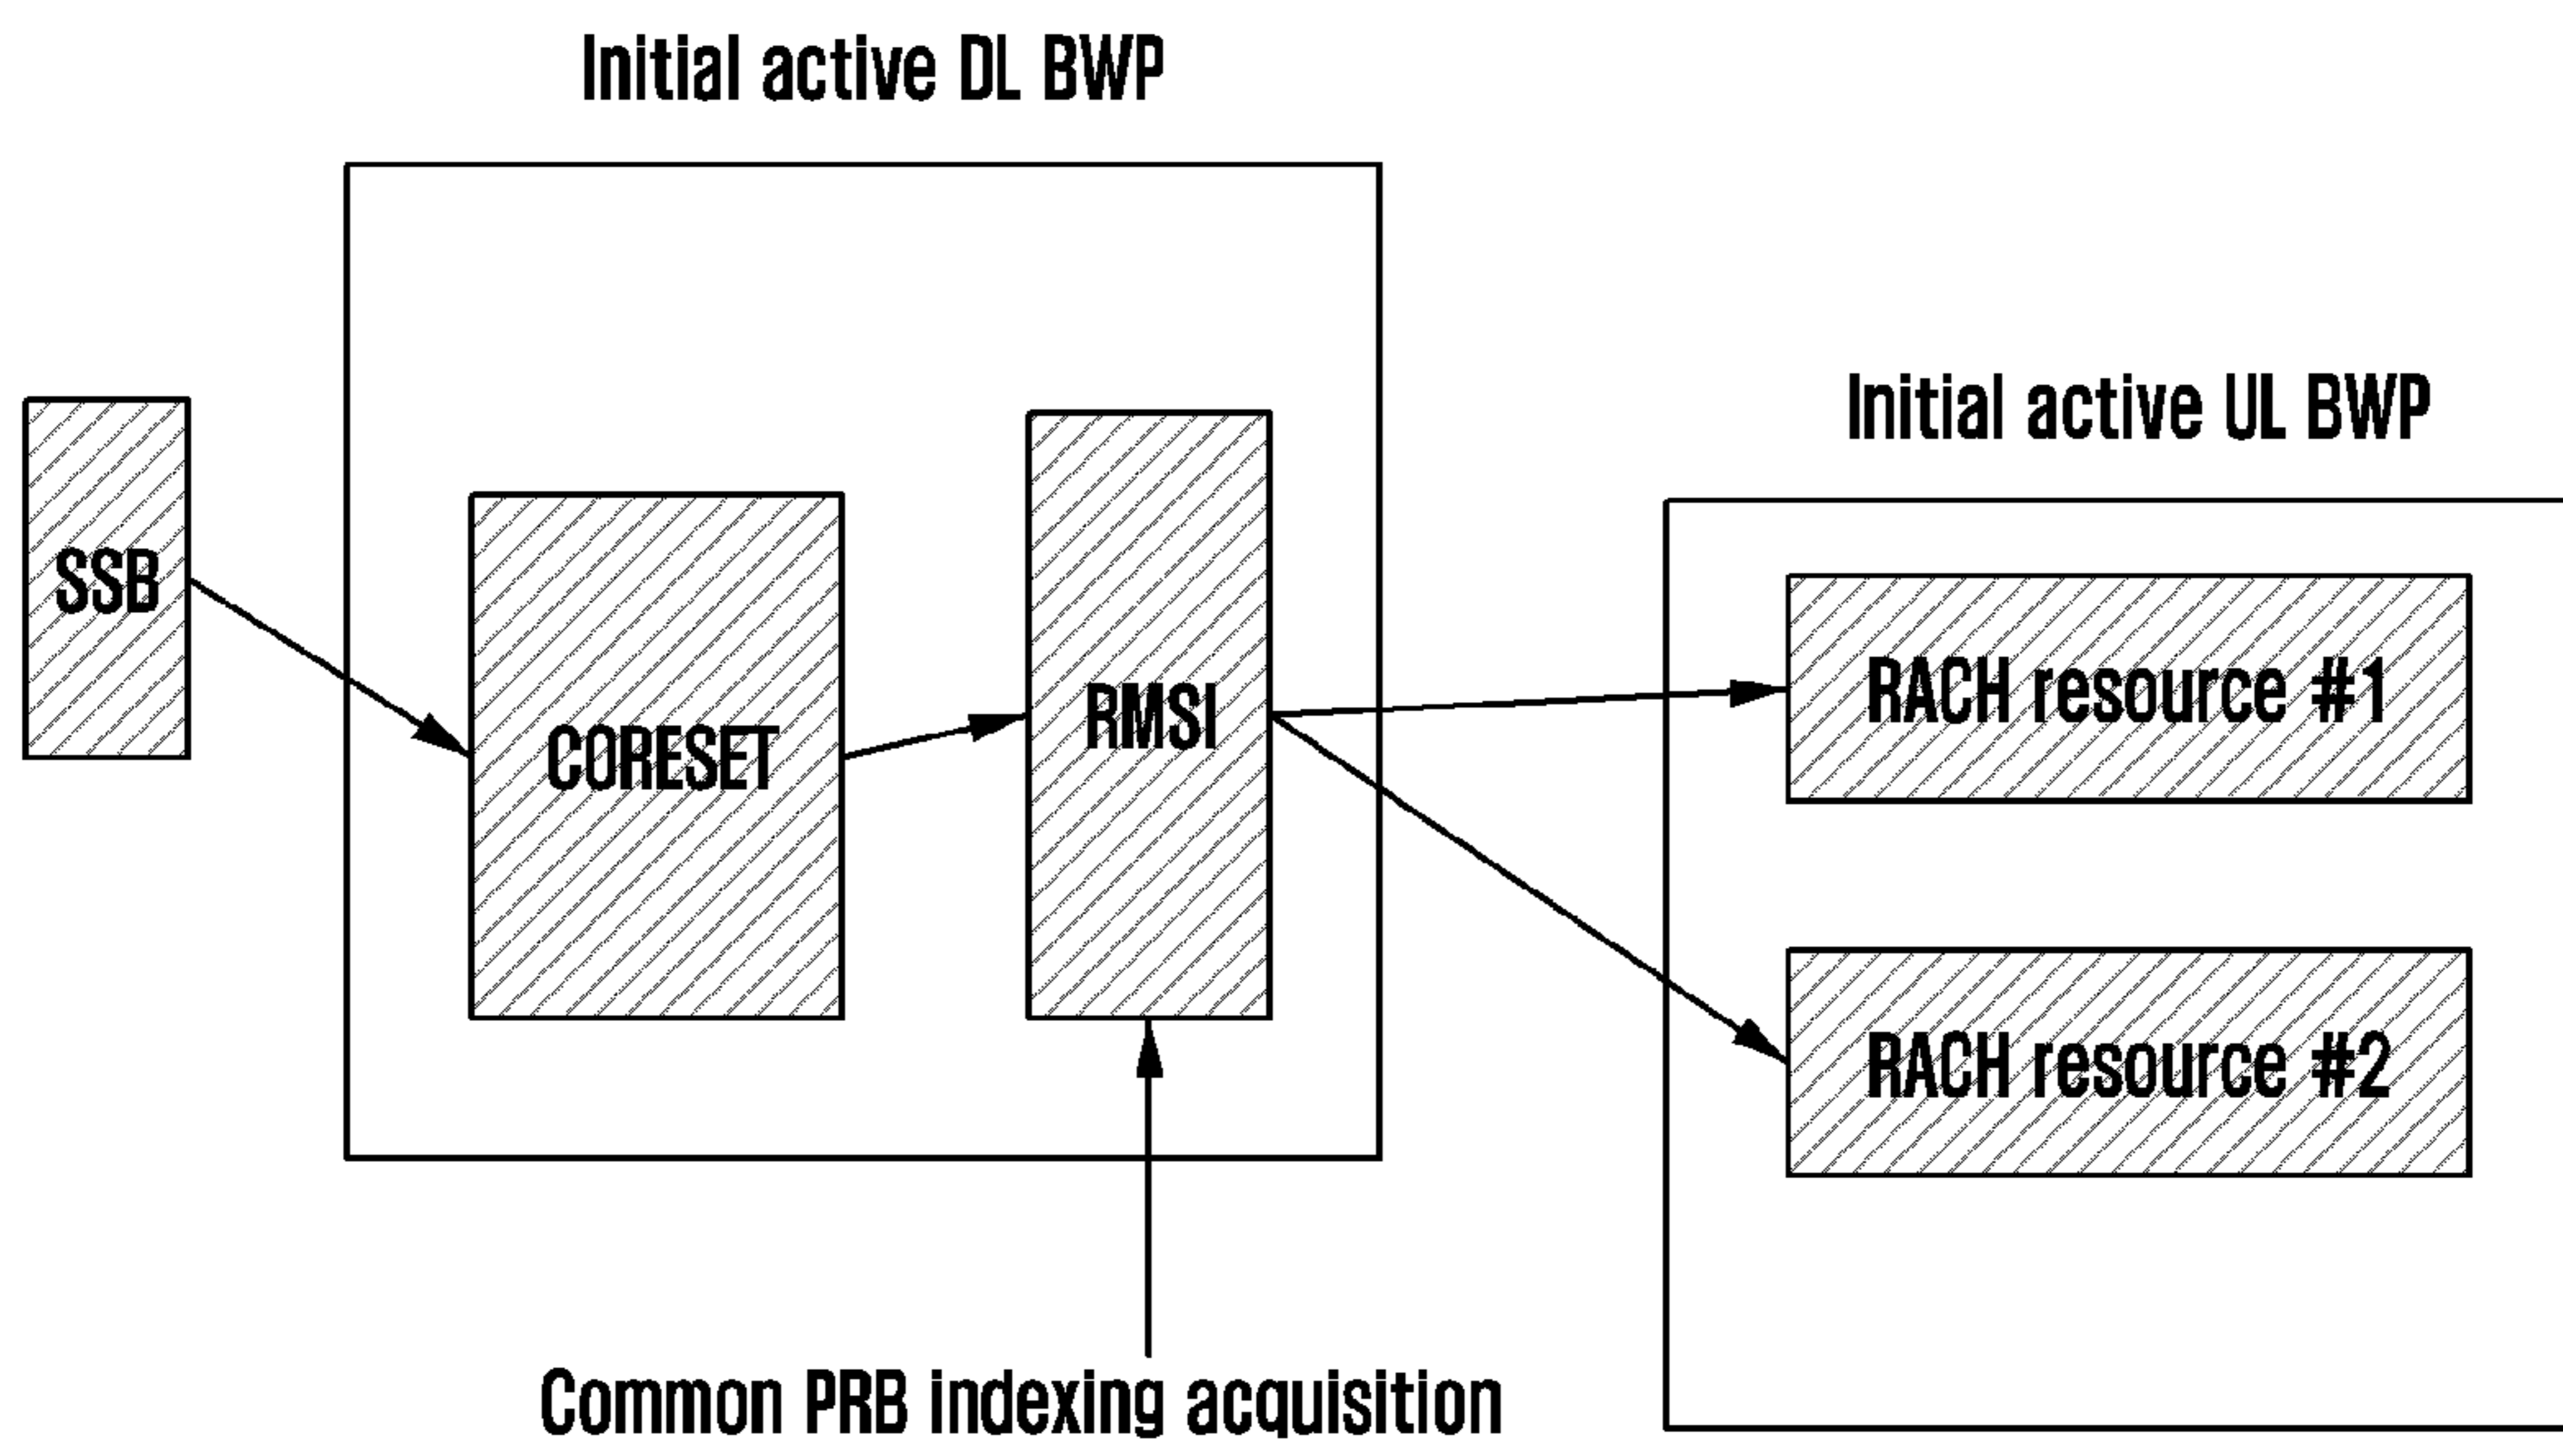 Initial active DL BWP
Initial active UL BWP
SSB
CORESET
RMSI
RACH resource #1
RACH resource #2
Common PRB indexing acquisition